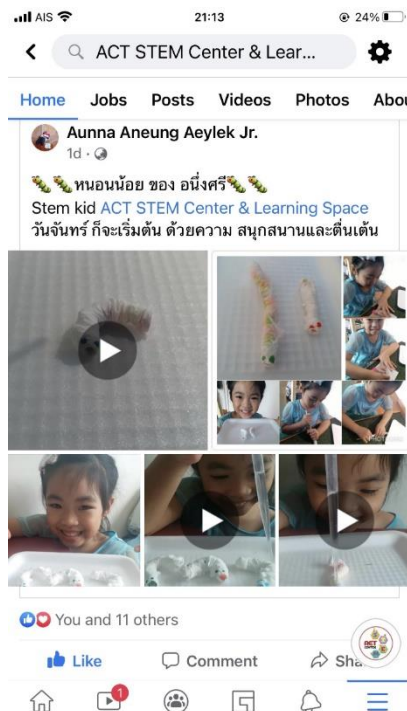 AIS
21:13
24%
ACT STEM Center & Lear...
Home Jobs Posts Videos Photos Abou
Aunna Aneung Aeylek Jr.
1d ·
🐛🐛หนอนน้อย ของ อนึ่งศรี🐛🐛
Stem kid ACT STEM Center & Learning Space
วันจันทร์ ก็จะเริ่มต้น ด้วยความ สนุกสนานและตื่นเต้น
You and 11 others
Like Comment Sha
ACT
1